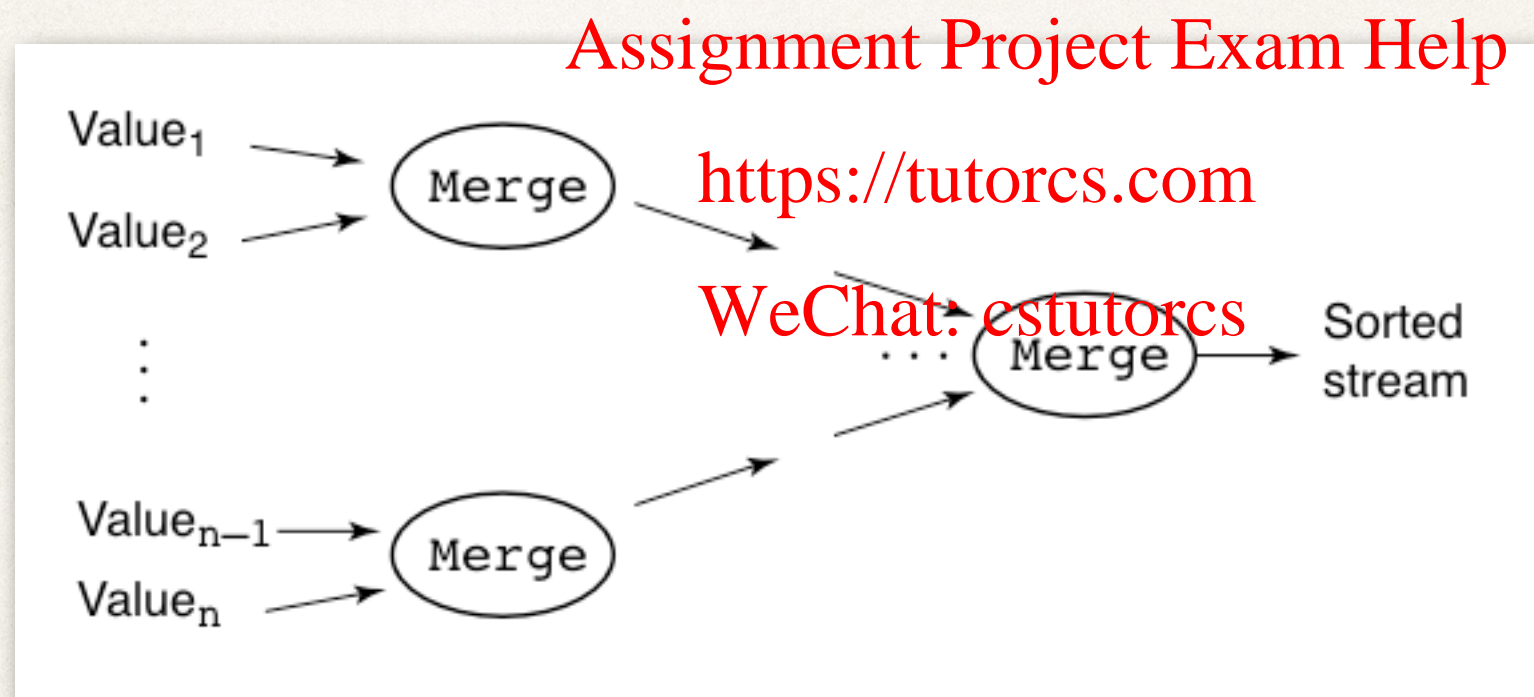 Assignment Project Exam Help
Value₁
Merge
https://tutorcs.com
Value₂
WeChat: cstutorcs
Merge
Sorted
stream
Valueₙ₋₁
Merge
Valueₙ